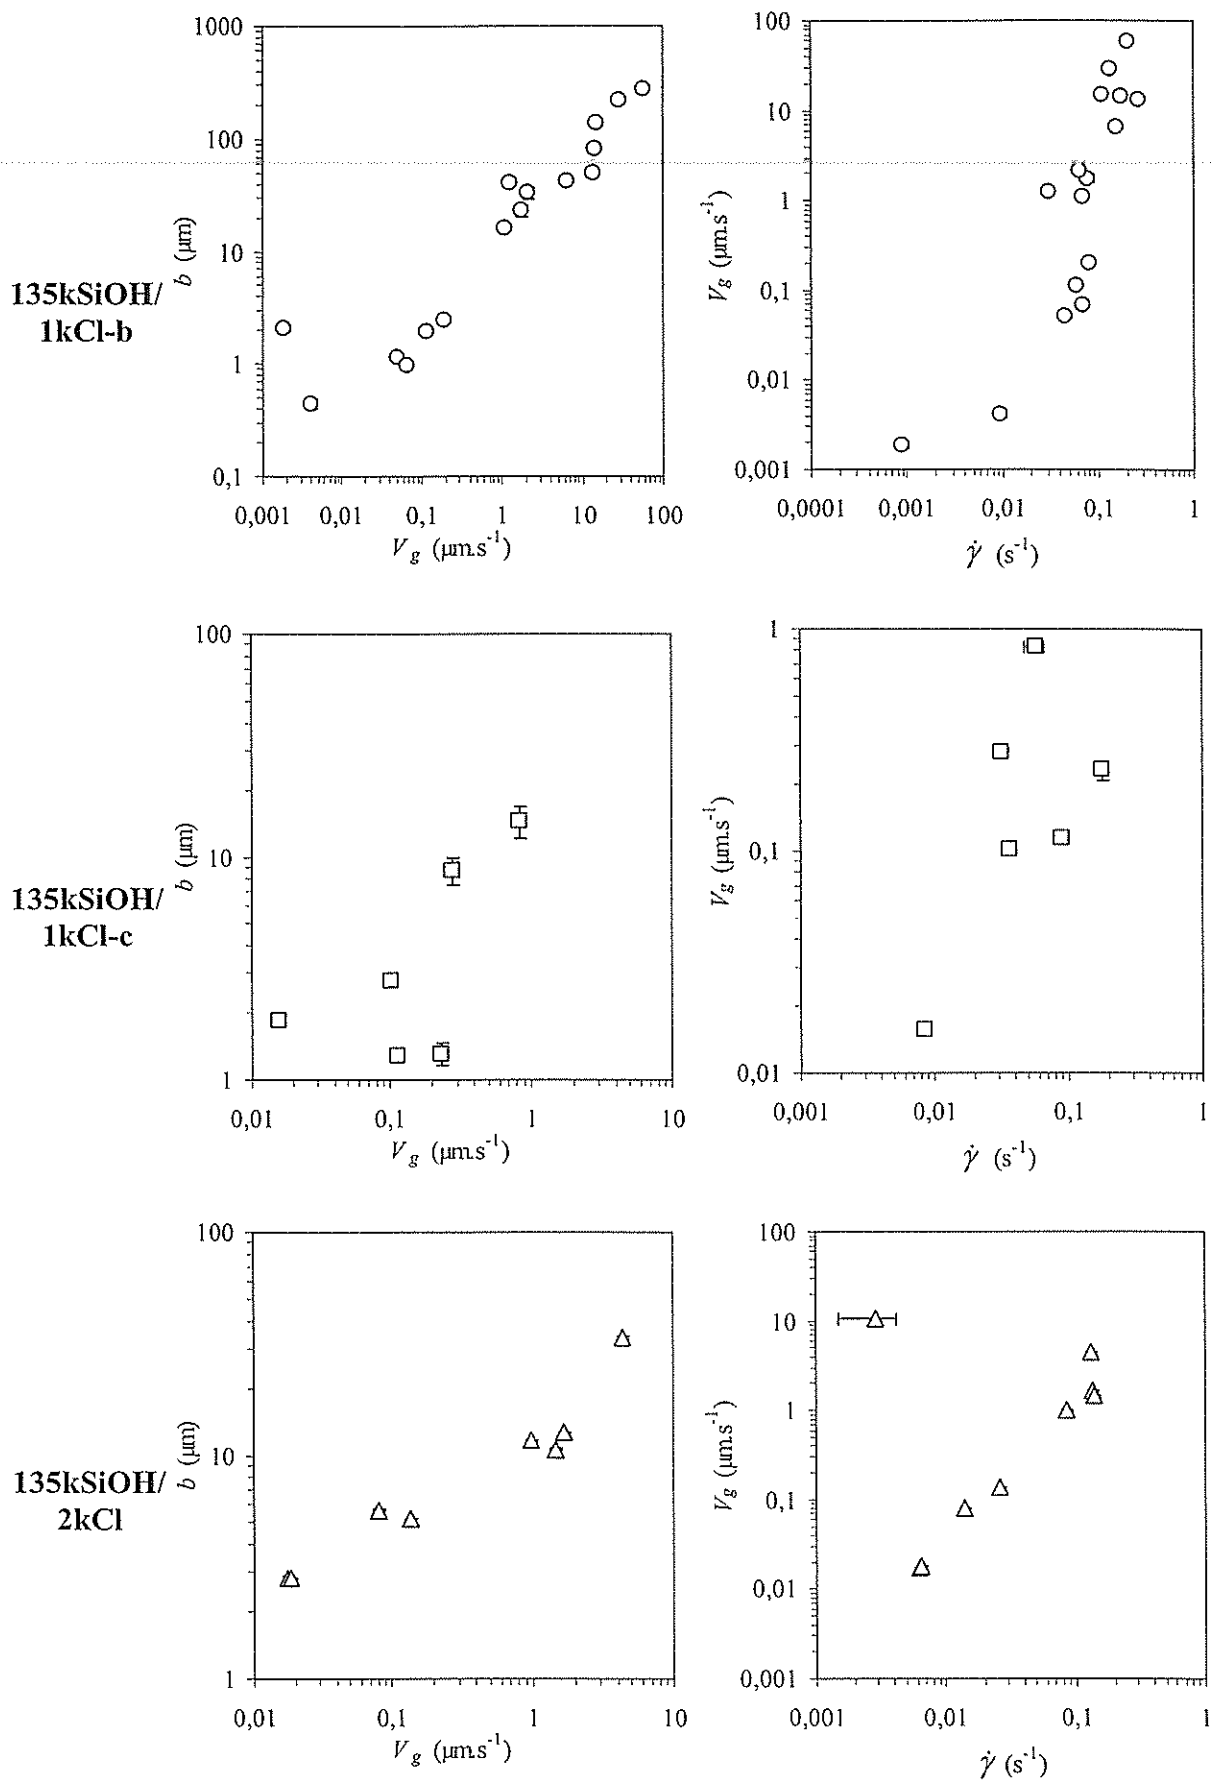 1000
100
10
1
0,1
b (µm)
0,001 0,01 0,1 1 10 100
V_g (µm.s⁻¹)
100
10
1
0,1
0,01
0,001
V_g (µm.s⁻¹)
0,0001 0,001 0,01 0,1 1
γ̇ (s⁻¹)
135kSiOH/
1kCl-b
100
10
1
b (µm)
0,01 0,1 1 10
V_g (µm.s⁻¹)
1
0,1
0,01
V_g (µm.s⁻¹)
0,001 0,01 0,1 1
γ̇ (s⁻¹)
135kSiOH/
1kCl-c
100
10
1
b (µm)
0,01 0,1 1 10
V_g (µm.s⁻¹)
100
10
1
0,1
0,01
0,001
V_g (µm.s⁻¹)
0,001 0,01 0,1 1
γ̇ (s⁻¹)
135kSiOH/
2kCl